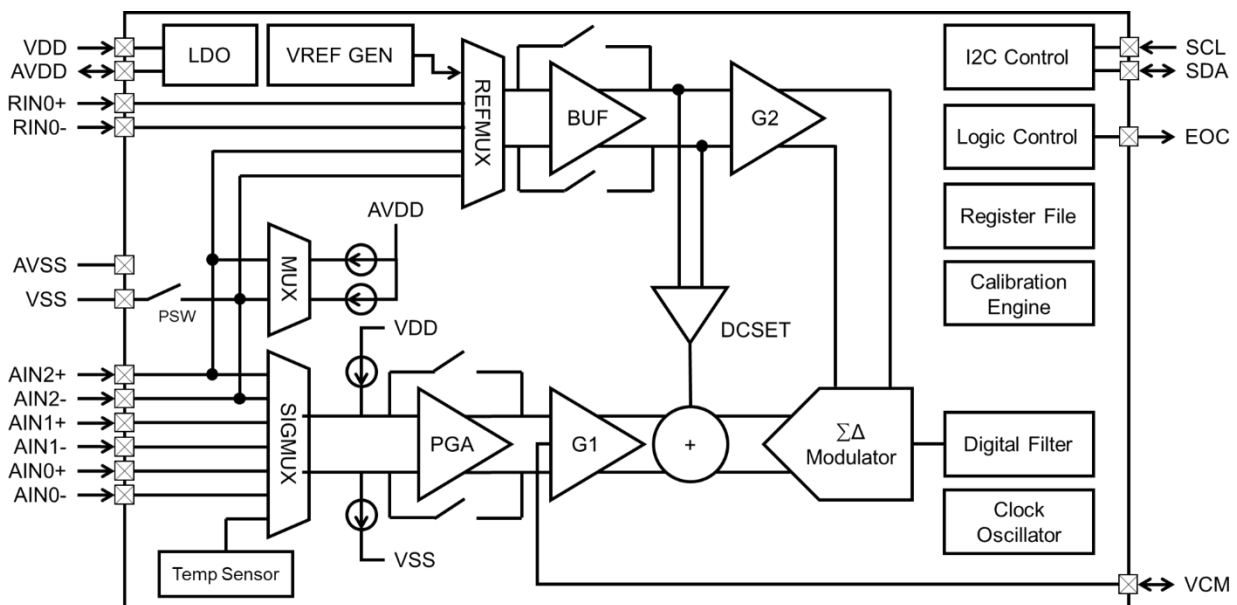 VDD
AVDD
RIN0+
RIN0-
LDO
VREF GEN
REFMUX
BUF
G2
I2C Control
SCL
SDA
Logic Control
EOC
Register File
Calibration
Engine
AVSS
VSS
PSW
MUX
AVDD
VDD
DCSET
AIN2+
AIN2-
AIN1+
AIN1-
AIN0+
AIN0-
SIGMUX
PGA
G1
+
ΣΔ
Modulator
Digital Filter
Clock
Oscillator
VSS
Temp Sensor
VCM